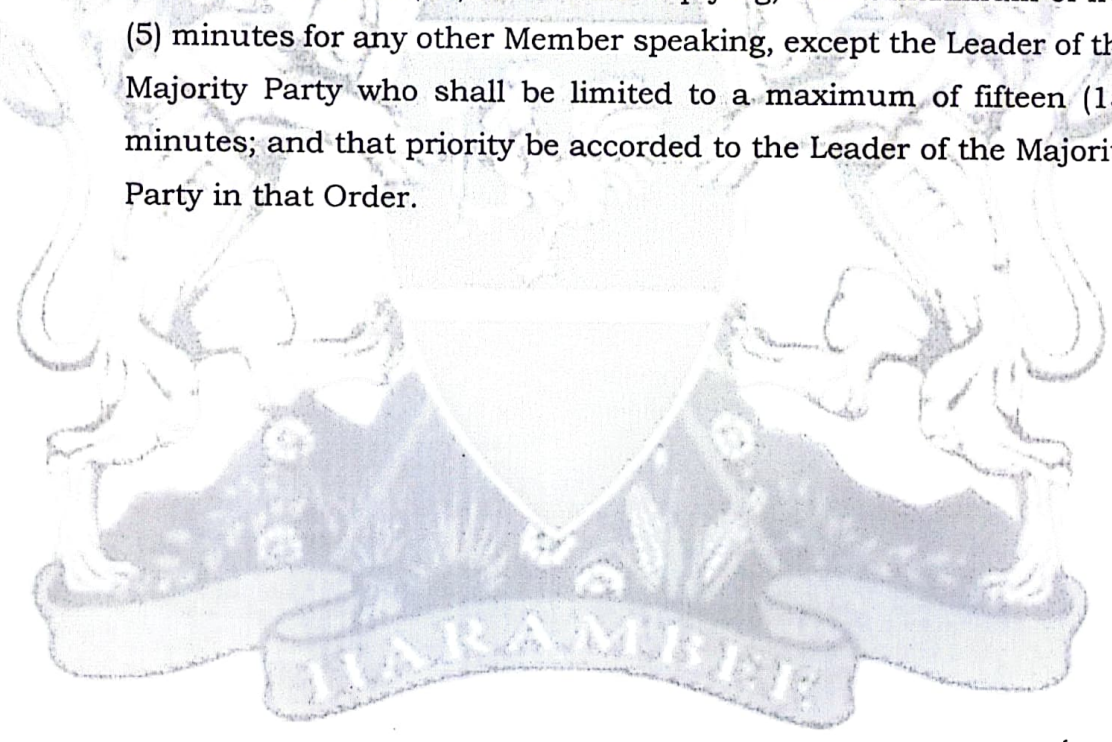 (5) minutes for any other Member speaking, except the Leader of th
Majority Party who shall be limited to a maximum of fifteen (1
minutes; and that priority be accorded to the Leader of the Majori
Party in that Order.
HARAMBEE